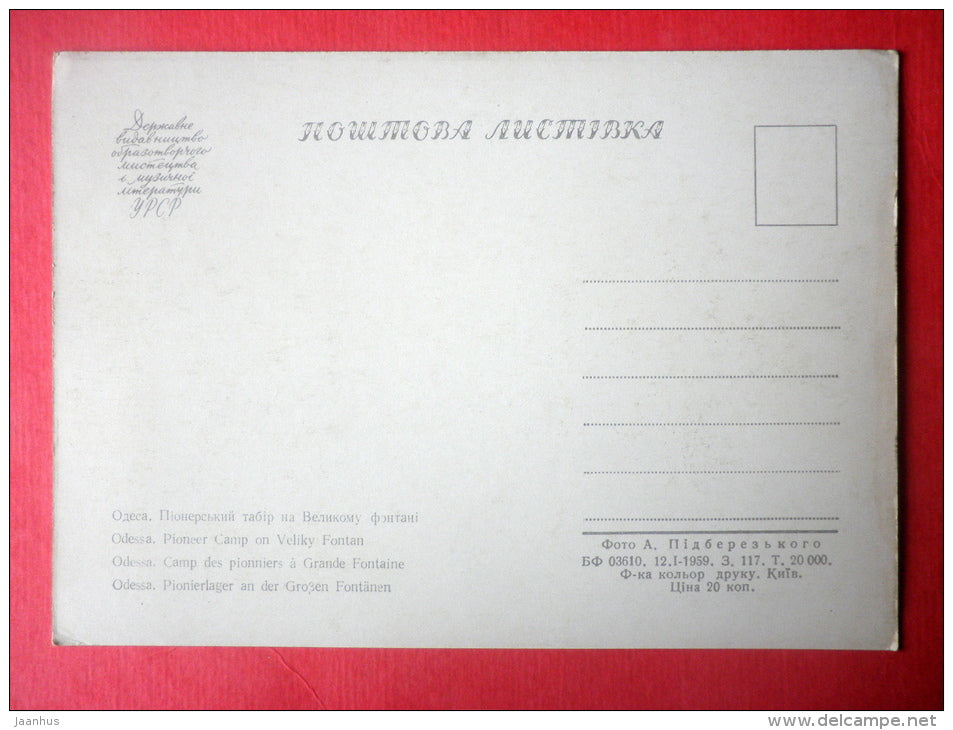 Державне
видавництво
образотворчого
мистецтва
і музичної
літератури
УРСР
ПОШТОВА ЛИСТІВКА
Одеса. Піонерський табір на Великому фонтані
Odessa. Pioneer Camp on Veliky Fontan
Odessa. Camp des pionniers à Grande Fontaine
Odessa. Pionierlager an der Großen Fontänen
Фото А. Підберезького
БФ 03610. 12.I-1959. З. 117. Т. 20 000.
Ф-ка кольор друку. Київ.
Ціна 20 коп.
jaanhus
www.delcampe.net